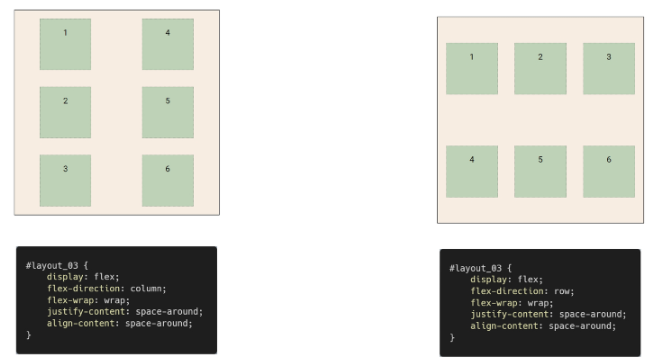 1
4
2
5
3
6
#layout_03 {
display: flex;
flex-direction: column;
flex-wrap: wrap;
justify-content: space-around;
align-content: space-around;
}
1
2
3
4
5
6
#layout_03 {
display: flex;
flex-direction: row;
flex-wrap: wrap;
justify-content: space-around;
align-content: space-around;
}